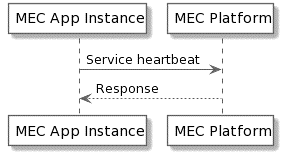 MEC App Instance MEC Platform
Service heartbeat
Response
MEC App Instance MEC Platform